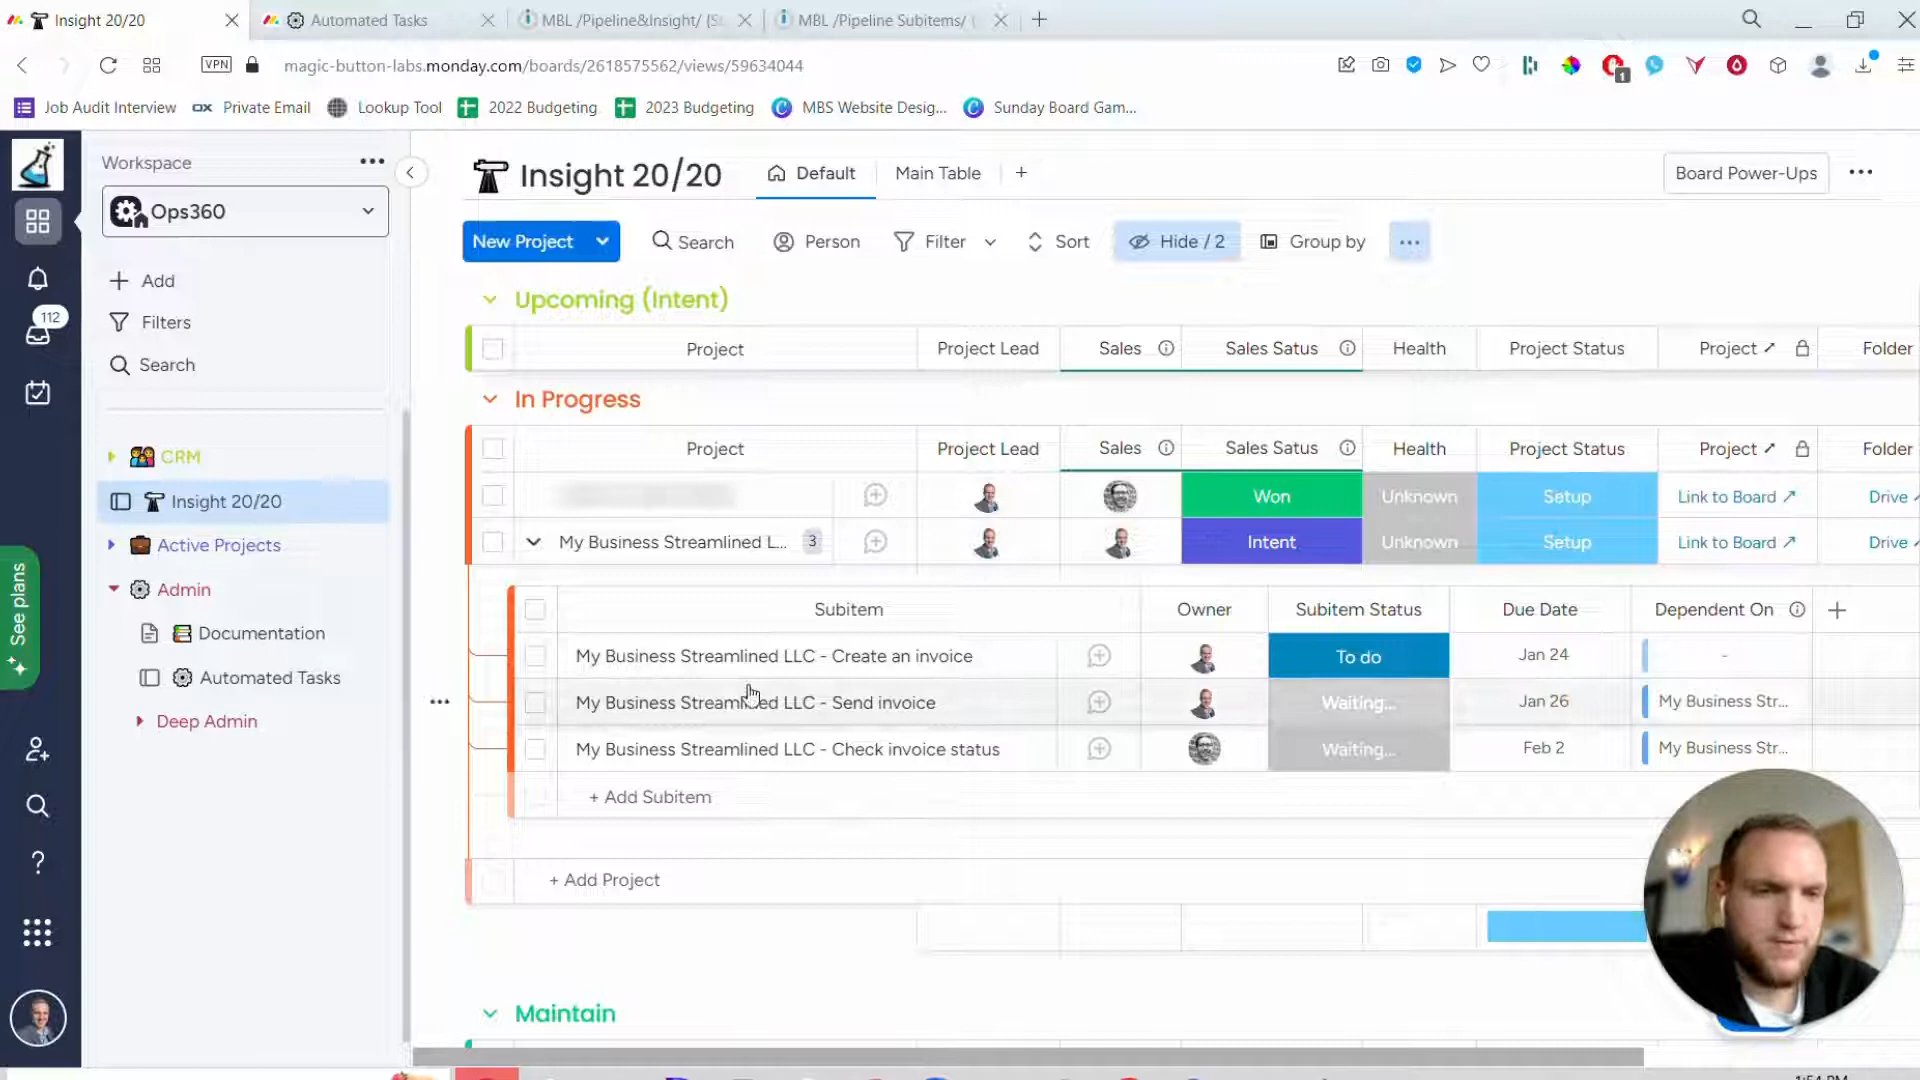 Insight 20/20
Automated Tasks
MBL /Pipeline&Insight/ (S
MBL /Pipeline Subitems/ (
VPN
magic-button-labs.monday.com/boards/2618575562/views/59634044
1
Job Audit Interview
OX Private Email
Lookup Tool
2022 Budgeting
2023 Budgeting
MBS Website Desig...
Sunday Board Gam...
Workspace
Ops360
Add
Filters
Search
CRM
Insight 20/20
Active Projects
Admin
Documentation
Automated Tasks
Deep Admin
112
See plans
Insight 20/20
Default
Main Table
Board Power-Ups
New Project
Search
Person
Filter
Sort
Hide / 2
Group by
Upcoming (Intent)
Project
Project Lead
Sales
Sales Satus
Health
Project Status
Project
Folder
In Progress
Project
Project Lead
Sales
Sales Satus
Health
Project Status
Project
Folder
Won
Unknown
Setup
Link to Board
Drive
My Business Streamlined L...
3
Intent
Unknown
Setup
Link to Board
Drive
Subitem
Owner
Subitem Status
Due Date
Dependent On
My Business Streamlined LLC - Create an invoice
To do
Jan 24
-
My Business Streamlined LLC - Send invoice
Waiting...
Jan 26
My Business Str...
My Business Streamlined LLC - Check invoice status
Waiting...
Feb 2
My Business Str...
+ Add Subitem
+ Add Project
Maintain